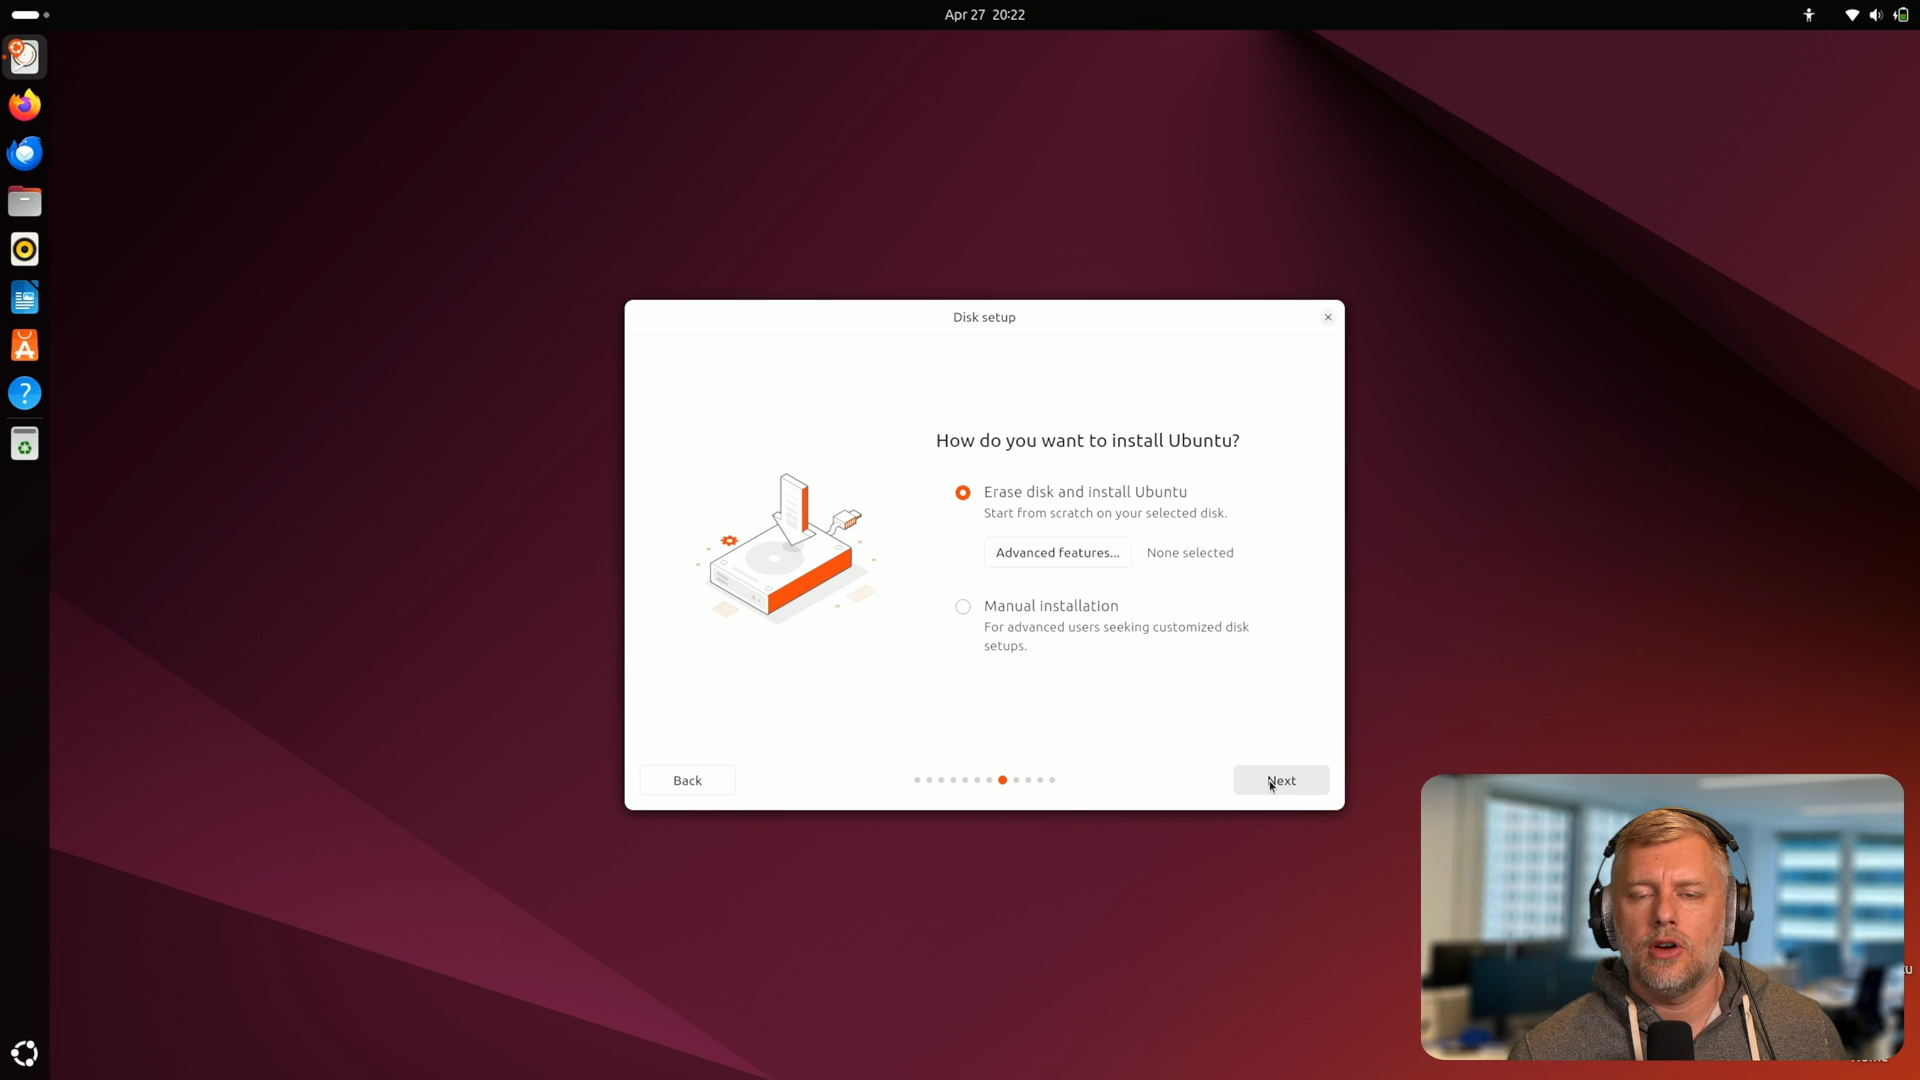 Apr 27 20:22
Disk setup
How do you want to install Ubuntu?
Erase disk and install Ubuntu
Start from scratch on your selected disk.
Advanced features...
None selected
Manual installation
For advanced users seeking customized disk
setups.
Back
Next